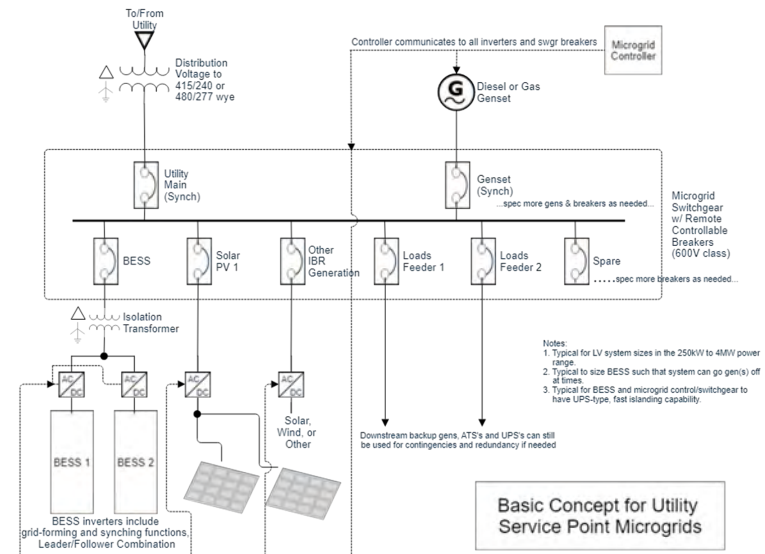 To/From
Utility
Distribution
Voltage to
415/240 or
480/277 wye
Controller communicates to all inverters and swgr breakers
Microgrid
Controller
G
Diesel or Gas
Genset
Utility
Main
(Synch)
Genset
(Synch)
...spec more gens & breakers as needed...
Microgrid
Switchgear
w/ Remote
Controllable
Breakers
(600V class)
BESS
Solar
PV 1
Other
IBR
Generation
Loads
Feeder 1
Loads
Feeder 2
Spare
.....spec more breakers as needed...
Isolation
Transformer
Notes:
1. Typical for LV system sizes in the 250kW to 4MW power
range.
2. Typical to size BESS such that system can go gen(s) off
at times.
3. Typical for BESS and microgrid control/switchgear to
have UPS-type, fast islanding capability.
AC
DC
AC
DC
AC
DC
AC
DC
Solar,
Wind, or
Other
Downstream backup gens, ATS's and UPS's can still
be used for contingencies and redundancy if needed
BESS 1
BESS 2
BESS inverters include
grid-forming and synching functions,
Leader/Follower Combination
Basic Concept for Utility
Service Point Microgrids